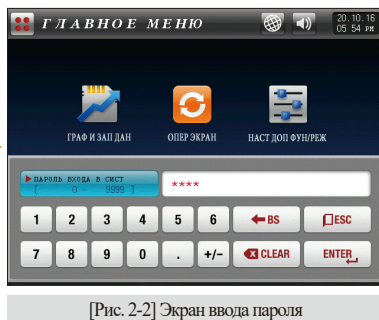 ГЛАВНОЕ МЕНЮ
20.10.16
05 54 PM
ГРАФ И ЗАП ДАН ОПЕР ЭКРАН НАСТ ДОП ФУН/РЕЖ
ПАРОЛЬ ВХОДА В СИСТ
[ 0 - 9999 ]
****
1 2 3 4 5 6 BS ESC
7 8 9 0 . +/- CLEAR ENTER
[Рис. 2-2] Экран ввода пароля